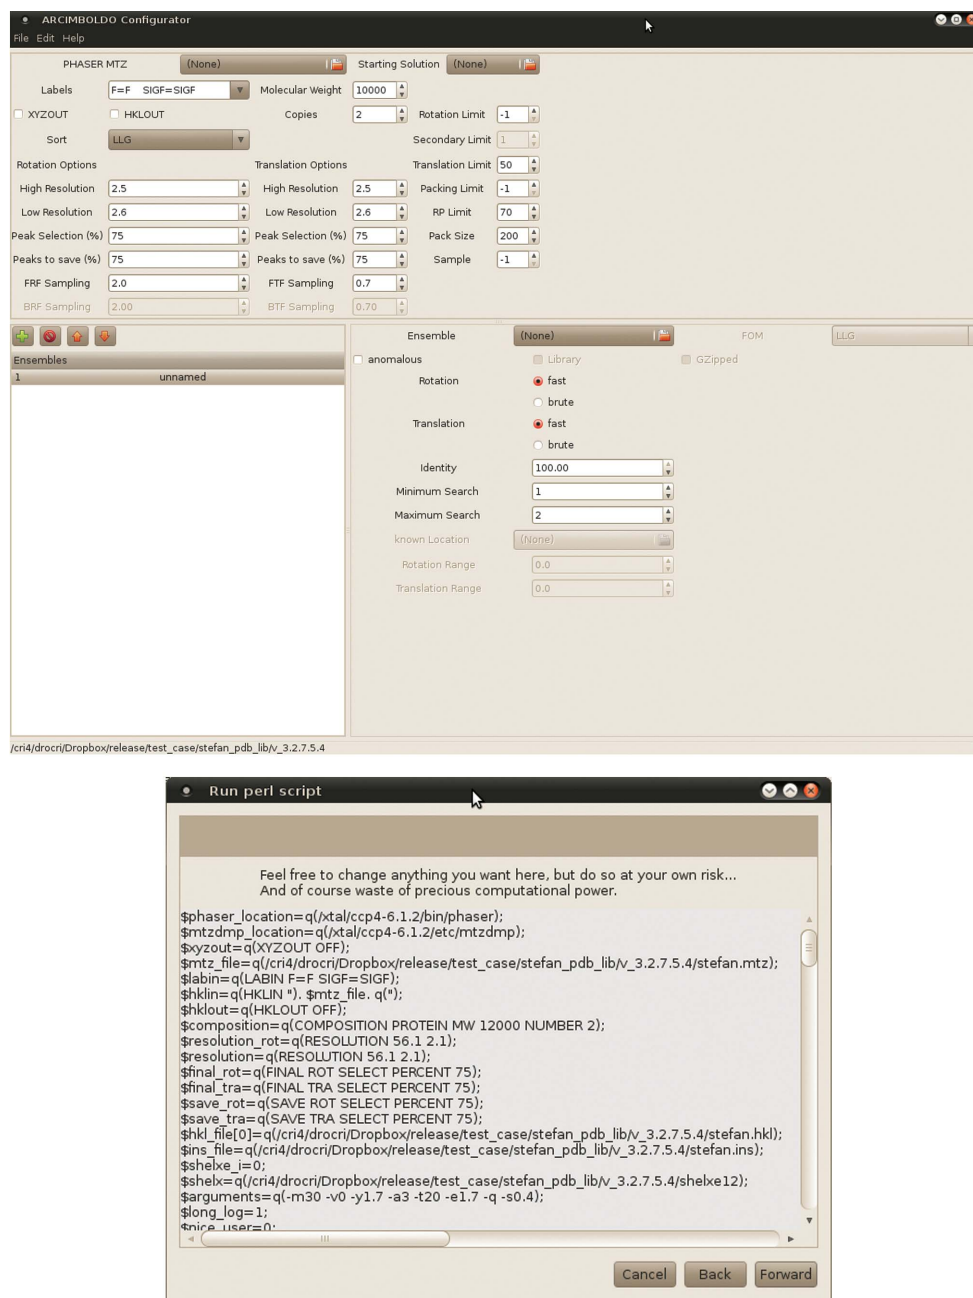 ARCIMBOLDO Configurator
File Edit Help
PHASER MTZ (None) Starting Solution (None)
Labels F=F SIGF=SIGF Molecular Weight 10000
XYZOUT HKLOUT Copies 2 Rotation Limit -1
Sort LLG Secondary Limit 1
Rotation Options Translation Options Translation Limit 50
High Resolution 2.5 High Resolution 2.5 Packing Limit -1
Low Resolution 2.6 Low Resolution 2.6 RP Limit 70
Peak Selection (%) 75 Peak Selection (%) 75 Pack Size 200
Peaks to save (%) 75 Peaks to save (%) 75 Sample -1
FRF Sampling 2.0 FTF Sampling 0.7
BRF Sampling 2.00 BTF Sampling 0.70
Ensembles
1 unnamed
Ensemble (None) FOM LLG
anomalous Library GZipped
Rotation fast
brute
Translation fast
brute
Identity 100.00
Minimum Search 1
Maximum Search 2
known Location (None)
Rotation Range 0.0
Translation Range 0.0
/cri4/drocri/Dropbox/release/test_case/stefan_pdb_lib/v_3.2.7.5.4
Run perl script
Feel free to change anything you want here, but do so at your own risk...
And of course waste of precious computational power.
$phaser_location=q(/xtal/ccp4-6.1.2/bin/phaser);
$mtzdmp_location=q(/xtal/ccp4-6.1.2/etc/mtzdmp);
$xyzout=q(XYZOUT OFF);
$mtz_file=q(/cri4/drocri/Dropbox/release/test_case/stefan_pdb_lib/v_3.2.7.5.4/stefan.mtz);
$labin=q(LABIN F=F SIGF=SIGF);
$hklin=q(HKLIN "). $mtz_file. q(");
$hklout=q(HKLOUT OFF);
$composition=q(COMPOSITION PROTEIN MW 12000 NUMBER 2);
$resolution_rot=q(RESOLUTION 56.1 2.1);
$resolution=q(RESOLUTION 56.1 2.1);
$final_rot=q(FINAL ROT SELECT PERCENT 75);
$final_tra=q(FINAL TRA SELECT PERCENT 75);
$save_rot=q(SAVE ROT SELECT PERCENT 75);
$save_tra=q(SAVE TRA SELECT PERCENT 75);
$hkl_file[0]=q(/cri4/drocri/Dropbox/release/test_case/stefan_pdb_lib/v_3.2.7.5.4/stefan.hkl);
$ins_file=q(/cri4/drocri/Dropbox/release/test_case/stefan_pdb_lib/v_3.2.7.5.4/stefan.ins);
$shelxe_i=0;
$shelx=q(/cri4/drocri/Dropbox/release/test_case/stefan_pdb_lib/v_3.2.7.5.4/shelxe12);
$arguments=q(-m30 -v0 -y1.7 -a3 -t20 -e1.7 -q -s0.4);
$long_log=1;
$nice_user=0;
Cancel Back Forward